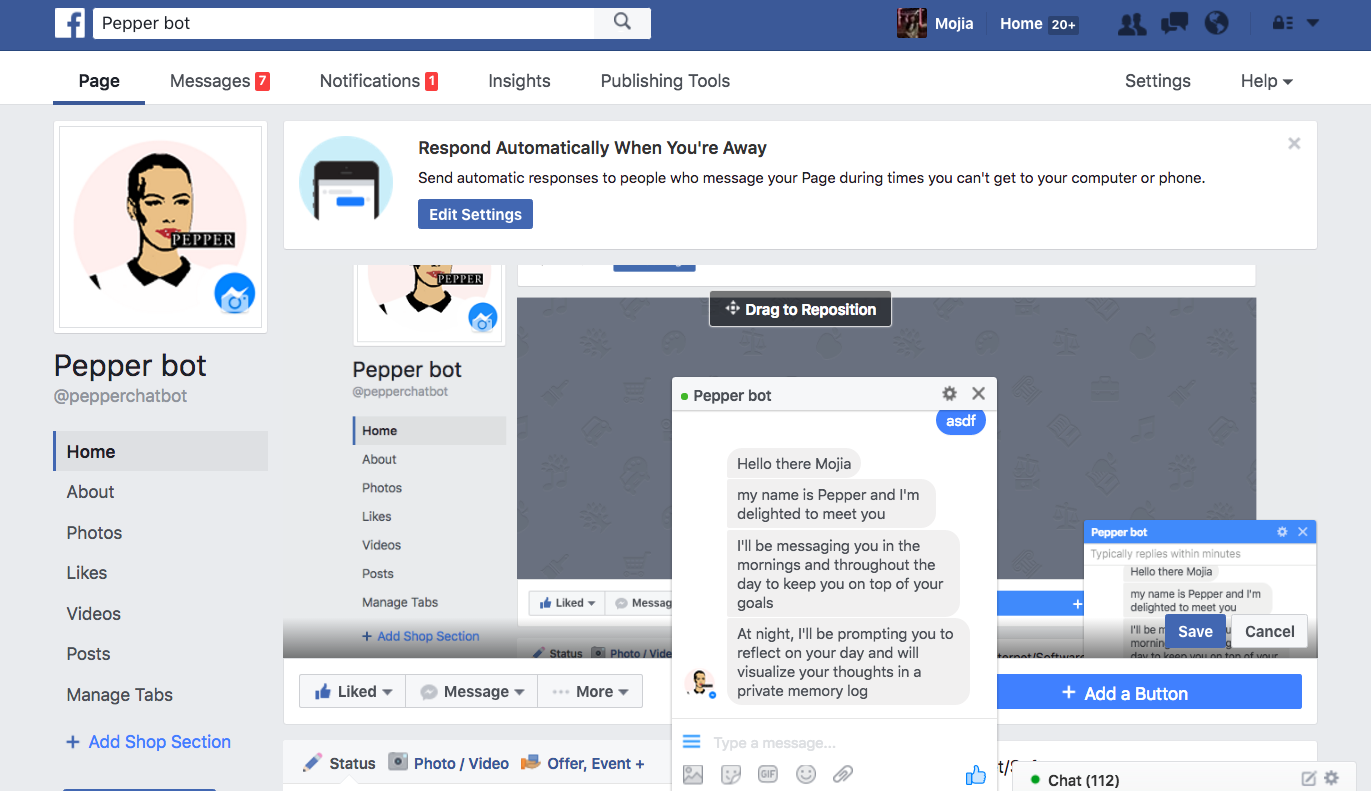 Pepper bot
Mojia
Home 20+
Page
Messages 7
Notifications 1
Insights
Publishing Tools
Settings
Help
PEPPER
Pepper bot
@pepperchatbot
Home
About
Photos
Likes
Videos
Posts
Manage Tabs
+ Add Shop Section
Respond Automatically When You're Away
Send automatic responses to people who message your Page during times you can't get to your computer or phone.
Edit Settings
PEPPER
Pepper bot
@pepperchatbot
Home
About
Photos
Likes
Videos
Posts
Manage Tabs
+ Add Shop Section
Drag to Reposition
Liked
Messag
Status
Photo / Vide
Pepper bot
asdf
Hello there Mojia
my name is Pepper and I'm
delighted to meet you
I'll be messaging you in the
mornings and throughout the
day to keep you on top of your
goals
At night, I'll be prompting you to
reflect on your day and will
visualize your thoughts in a
private memory log
Type a message...
GIF
+
Pepper bot
Typically replies within minutes
Hello there Mojia
my name is Pepper and I'm
delighted to meet you
I'll be m
morning
day to keep you on top of your
Save
Cancel
Liked
Message
More
+ Add a Button
Status
Photo / Video
Offer, Event +
Chat (112)